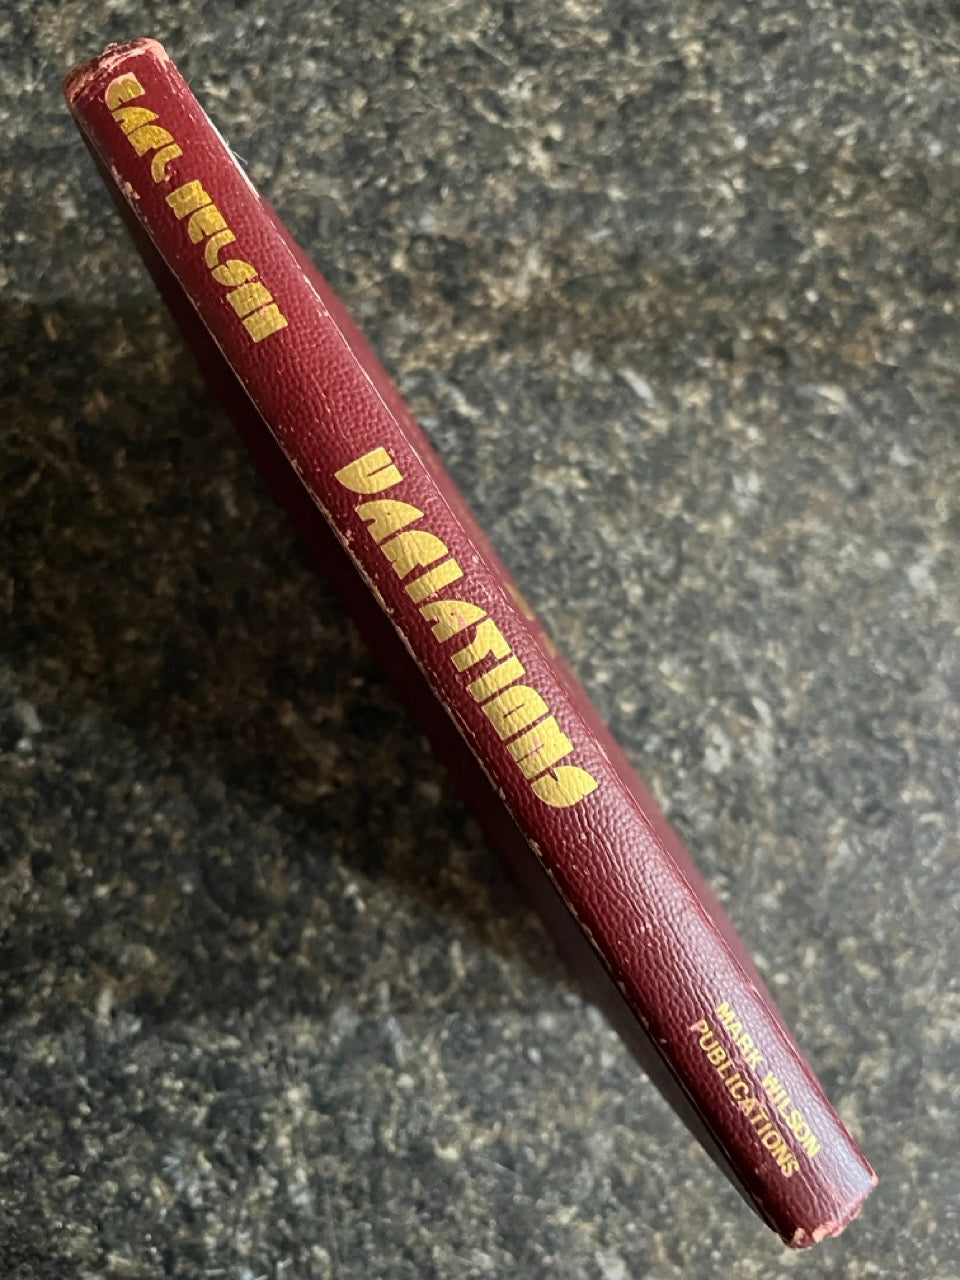 EARL NELSON
VARIATIONS
MARK WILSON
PUBLICATIONS